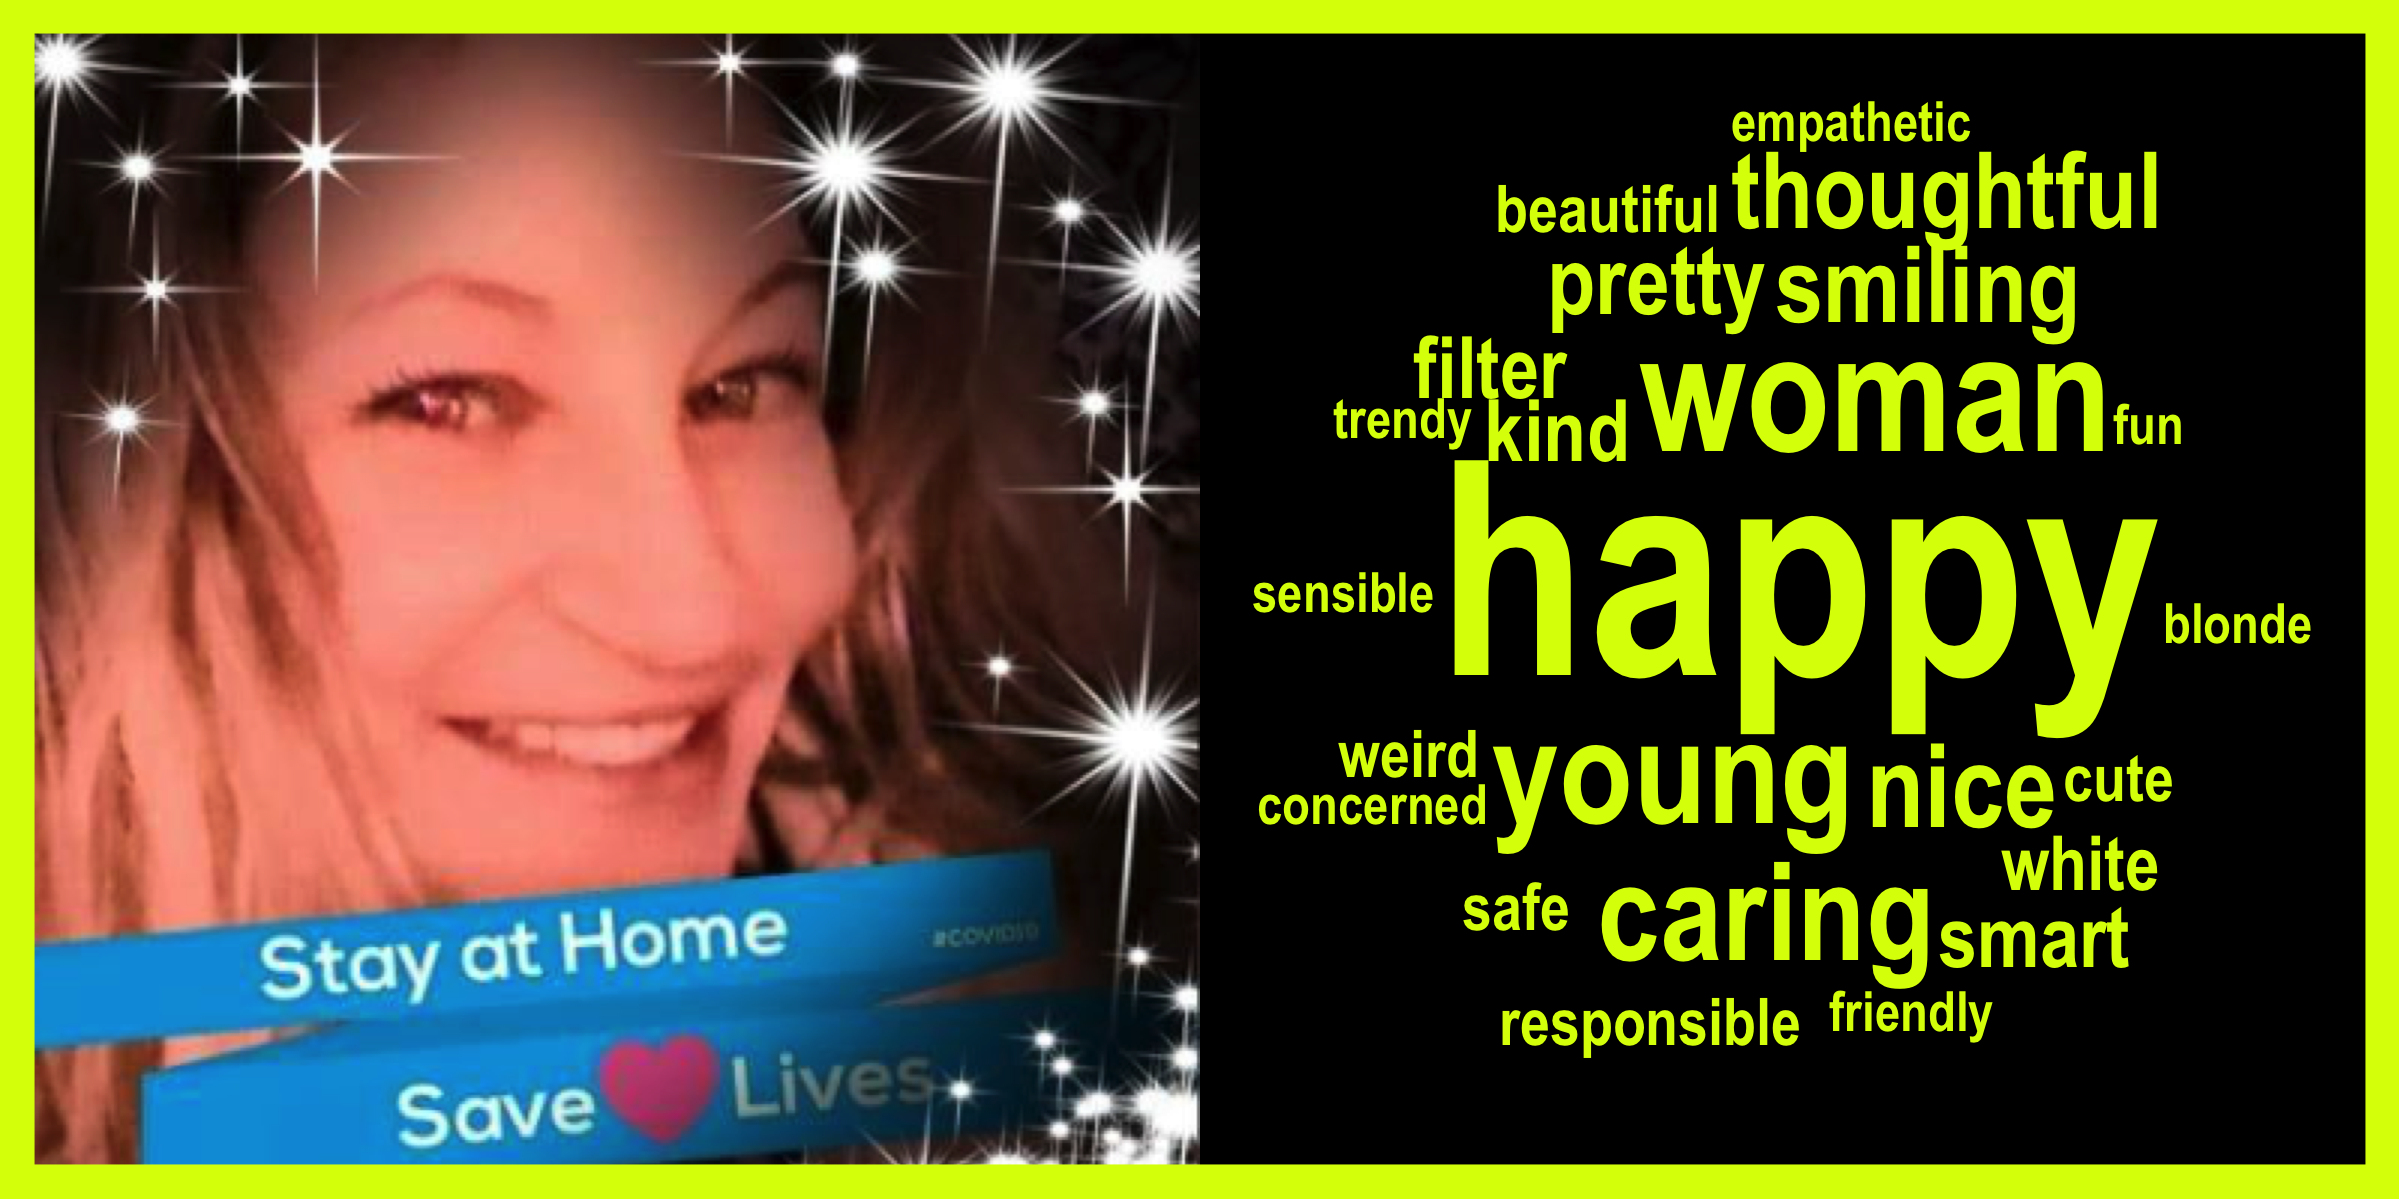 Stay at Home
#COVID19
Save Lives
empathetic
beautiful thoughtful
pretty smiling
filter
trendy kind woman fun
happy
sensible
blonde
weird young nice cute
concerned
white
safe caring smart
responsible friendly